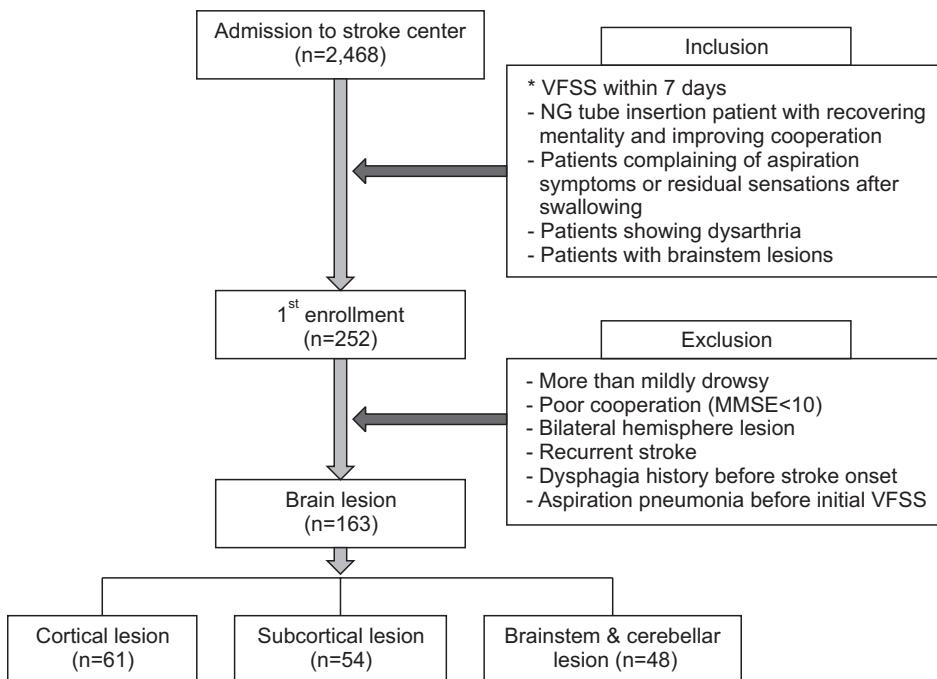 Admission to stroke center
(n=2,468)
Inclusion
* VFSS within 7 days
- NG tube insertion patient with recovering
mentality and improving cooperation
- Patients complaining of aspiration
symptoms or residual sensations after
swallowing
- Patients showing dysarthria
- Patients with brainstem lesions
1st enrollment
(n=252)
Exclusion
- More than mildly drowsy
- Poor cooperation (MMSE<10)
- Bilateral hemisphere lesion
- Recurrent stroke
- Dysphagia history before stroke onset
- Aspiration pneumonia before initial VFSS
Brain lesion
(n=163)
Cortical lesion
(n=61)
Subcortical lesion
(n=54)
Brainstem & cerebellar
lesion (n=48)